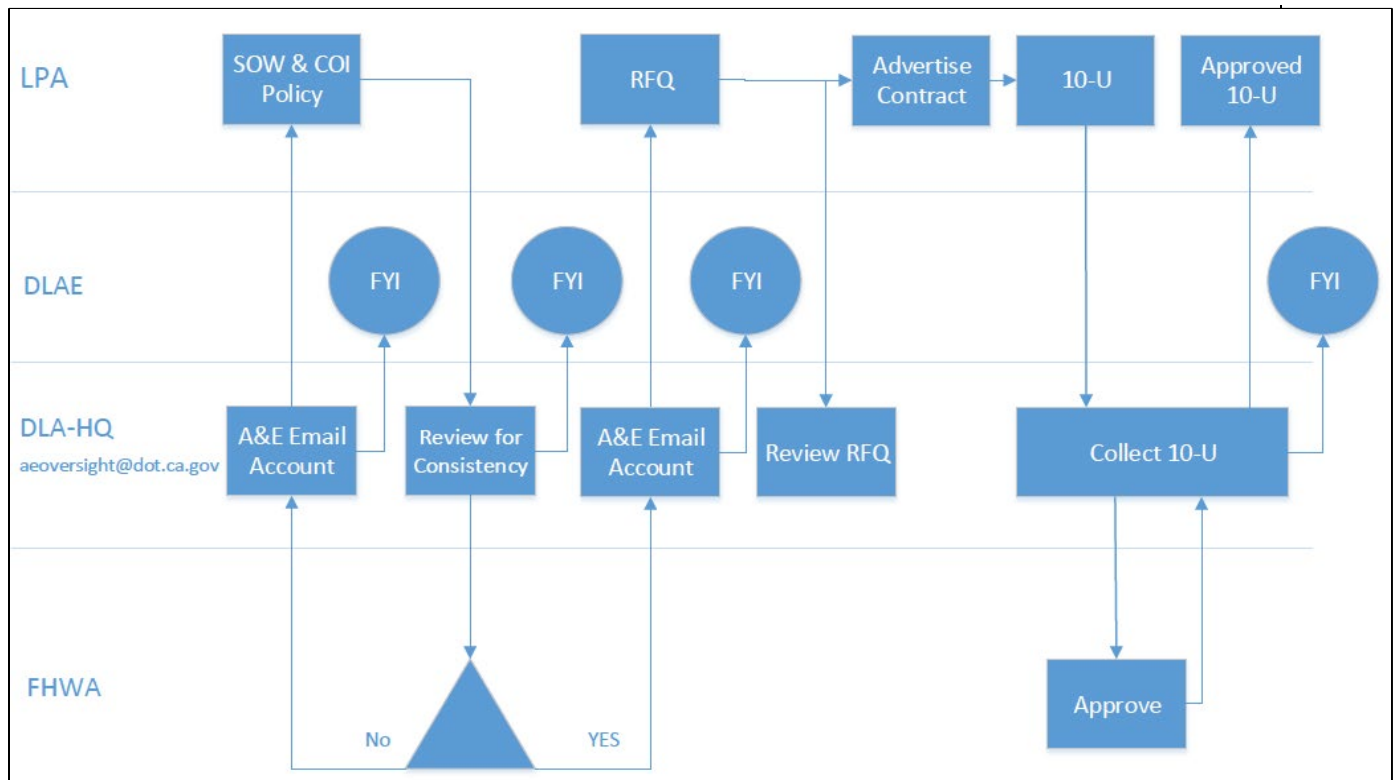 LPA
SOW & COI
Policy
RFQ
Advertise
Contract
10-U
Approved
10-U
DLAE
FYI
FYI
FYI
FYI
DLA-HQ
aeoversight@dot.ca.gov
A&E Email
Account
Review for
Consistency
A&E Email
Account
Review RFQ
Collect 10-U
FHWA
No
YES
Approve